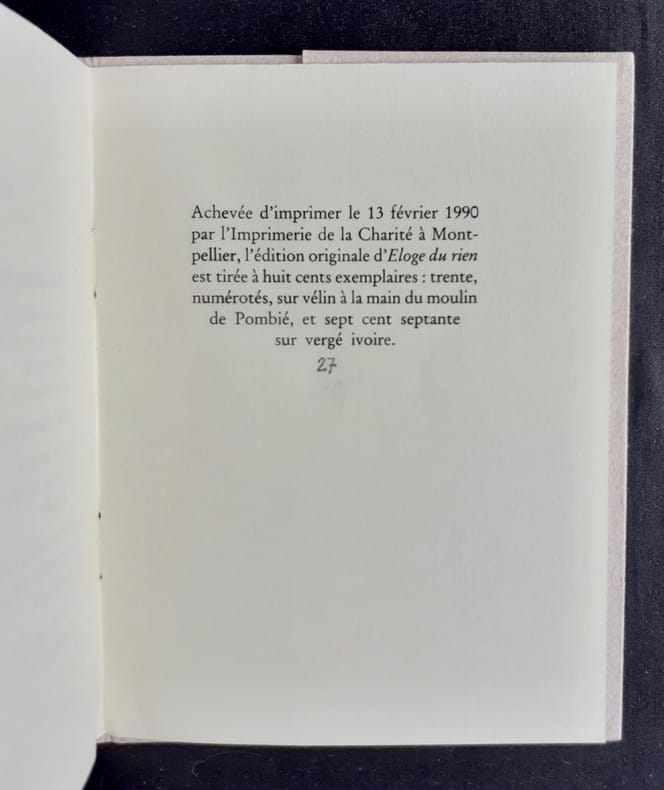 Achevée d'imprimer le 13 février 1990
par l'Imprimerie de la Charité à Mont-
pellier, l'édition originale d'Eloge du rien
est tirée à huit cents exemplaires : trente,
numérotés, sur vélin à la main du moulin
de Pombié, et sept cent septante
sur vergé ivoire.
27